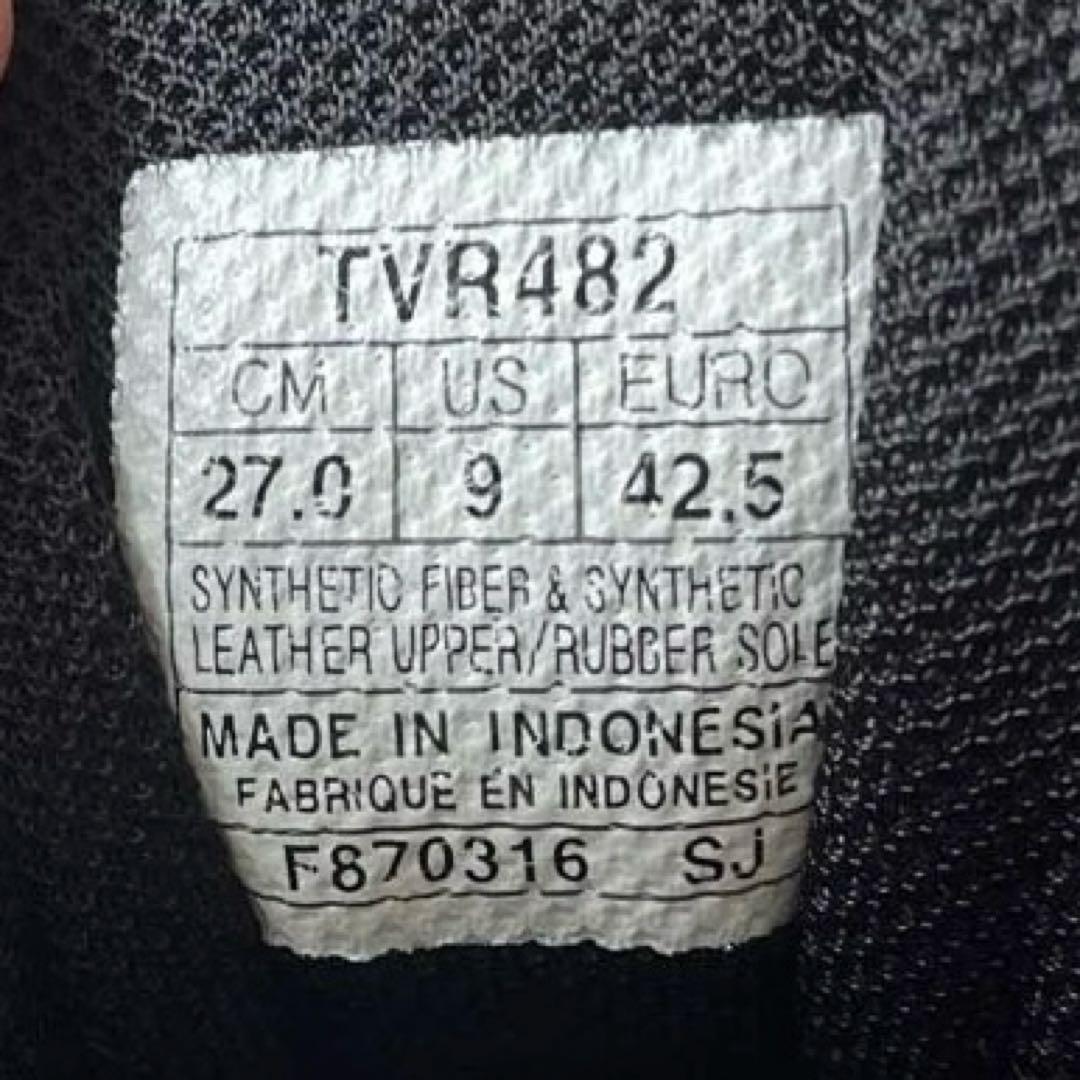 TVR482
CM US EURO
27.0 9 42.5
SYNTHETIC FIBER & SYNTHETIC
LEATHER UPPER/RUBBER SOLE
MADE IN INDONESiA
FABRIQUÉ EN INDONESiE
F870316 SJ